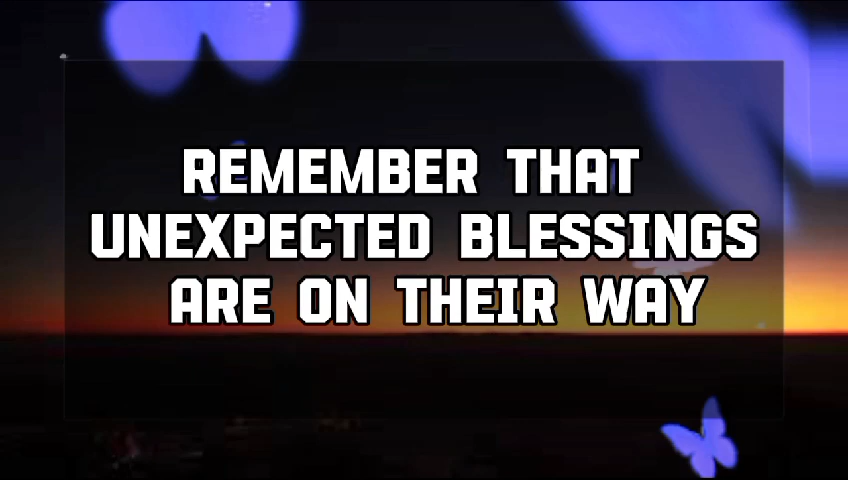 REMEMBER THAT
UNEXPECTED BLESSINGS
ARE ON THEIR WAY